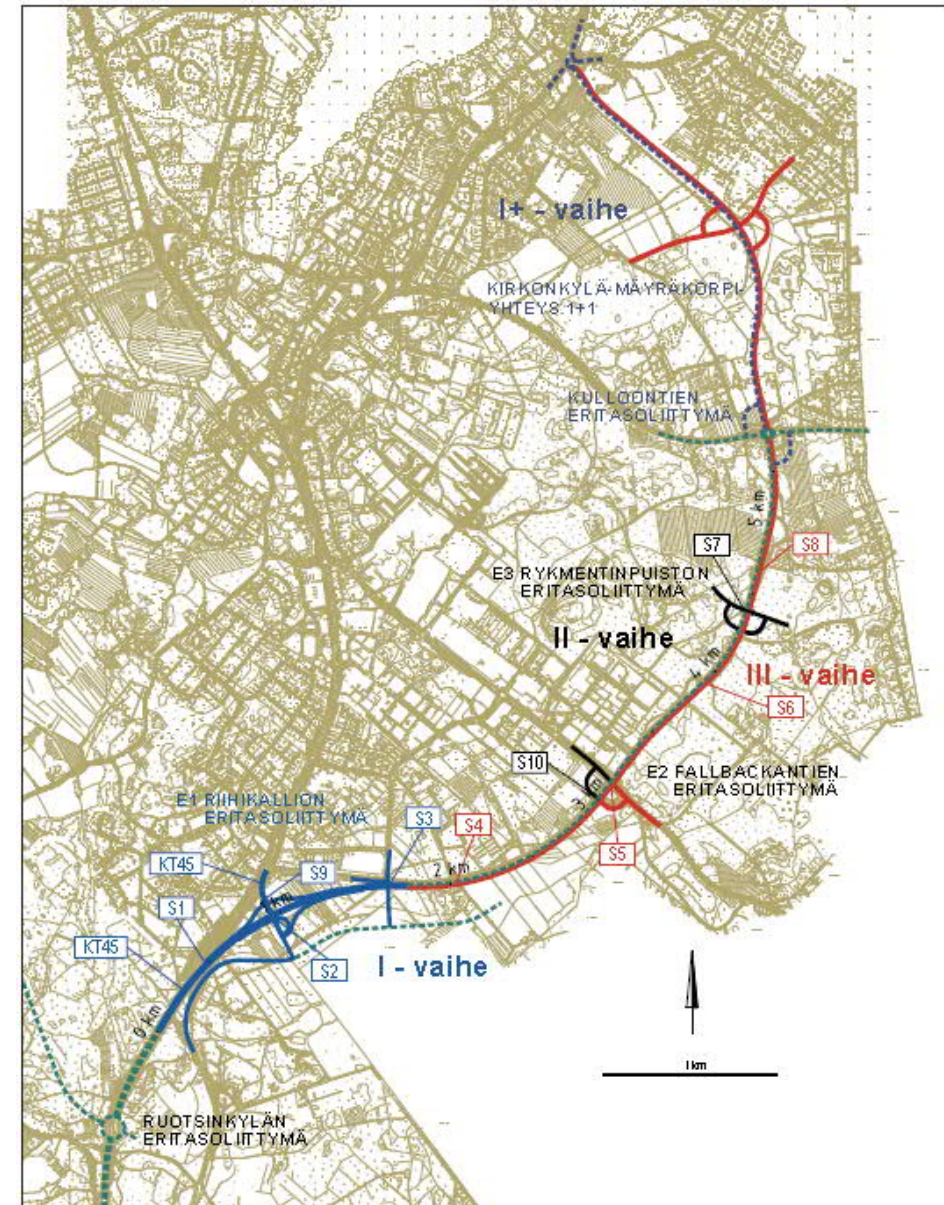 I+ - vaihe
KIRKONKYLÄ-MÄYRÄKORPI-
YHTEYS 1+1
KULLOONTIEN
ERITASOLIITTYMÄ
5 km
S7
S8
E3 RYKMENTINPUISTON
ERITASOLIITTYMÄ
II - vaihe
4 km
III - vaihe
S6
S10
E2 FALLBACKANTIEN
ERITASOLIITTYMÄ
3 km
E1 RIIHIKALLION
ERITASOLIITTYMÄ
S3
S4
S5
KT45
S9
2 km
S1
1 km
KT45
S2
I - vaihe
0 km
1km
RUOTSINKYLÄN
ERITASOLIITTYMÄ